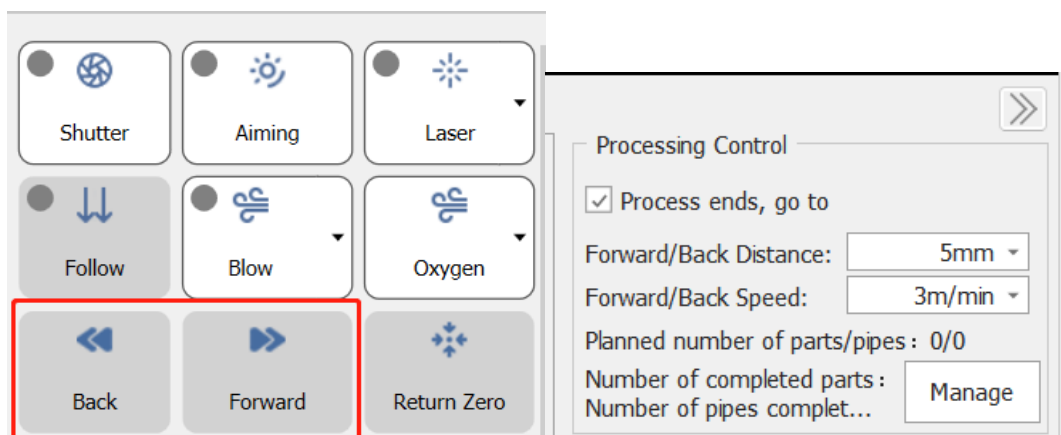 Shutter
Aiming
Laser
Follow
Blow
Oxygen
Back
Forward
Return Zero
Processing Control
Process ends, go to
Forward/Back Distance: 5mm
Forward/Back Speed: 3m/min
Planned number of parts/pipes: 0/0
Number of completed parts:
Number of pipes complet...
Manage